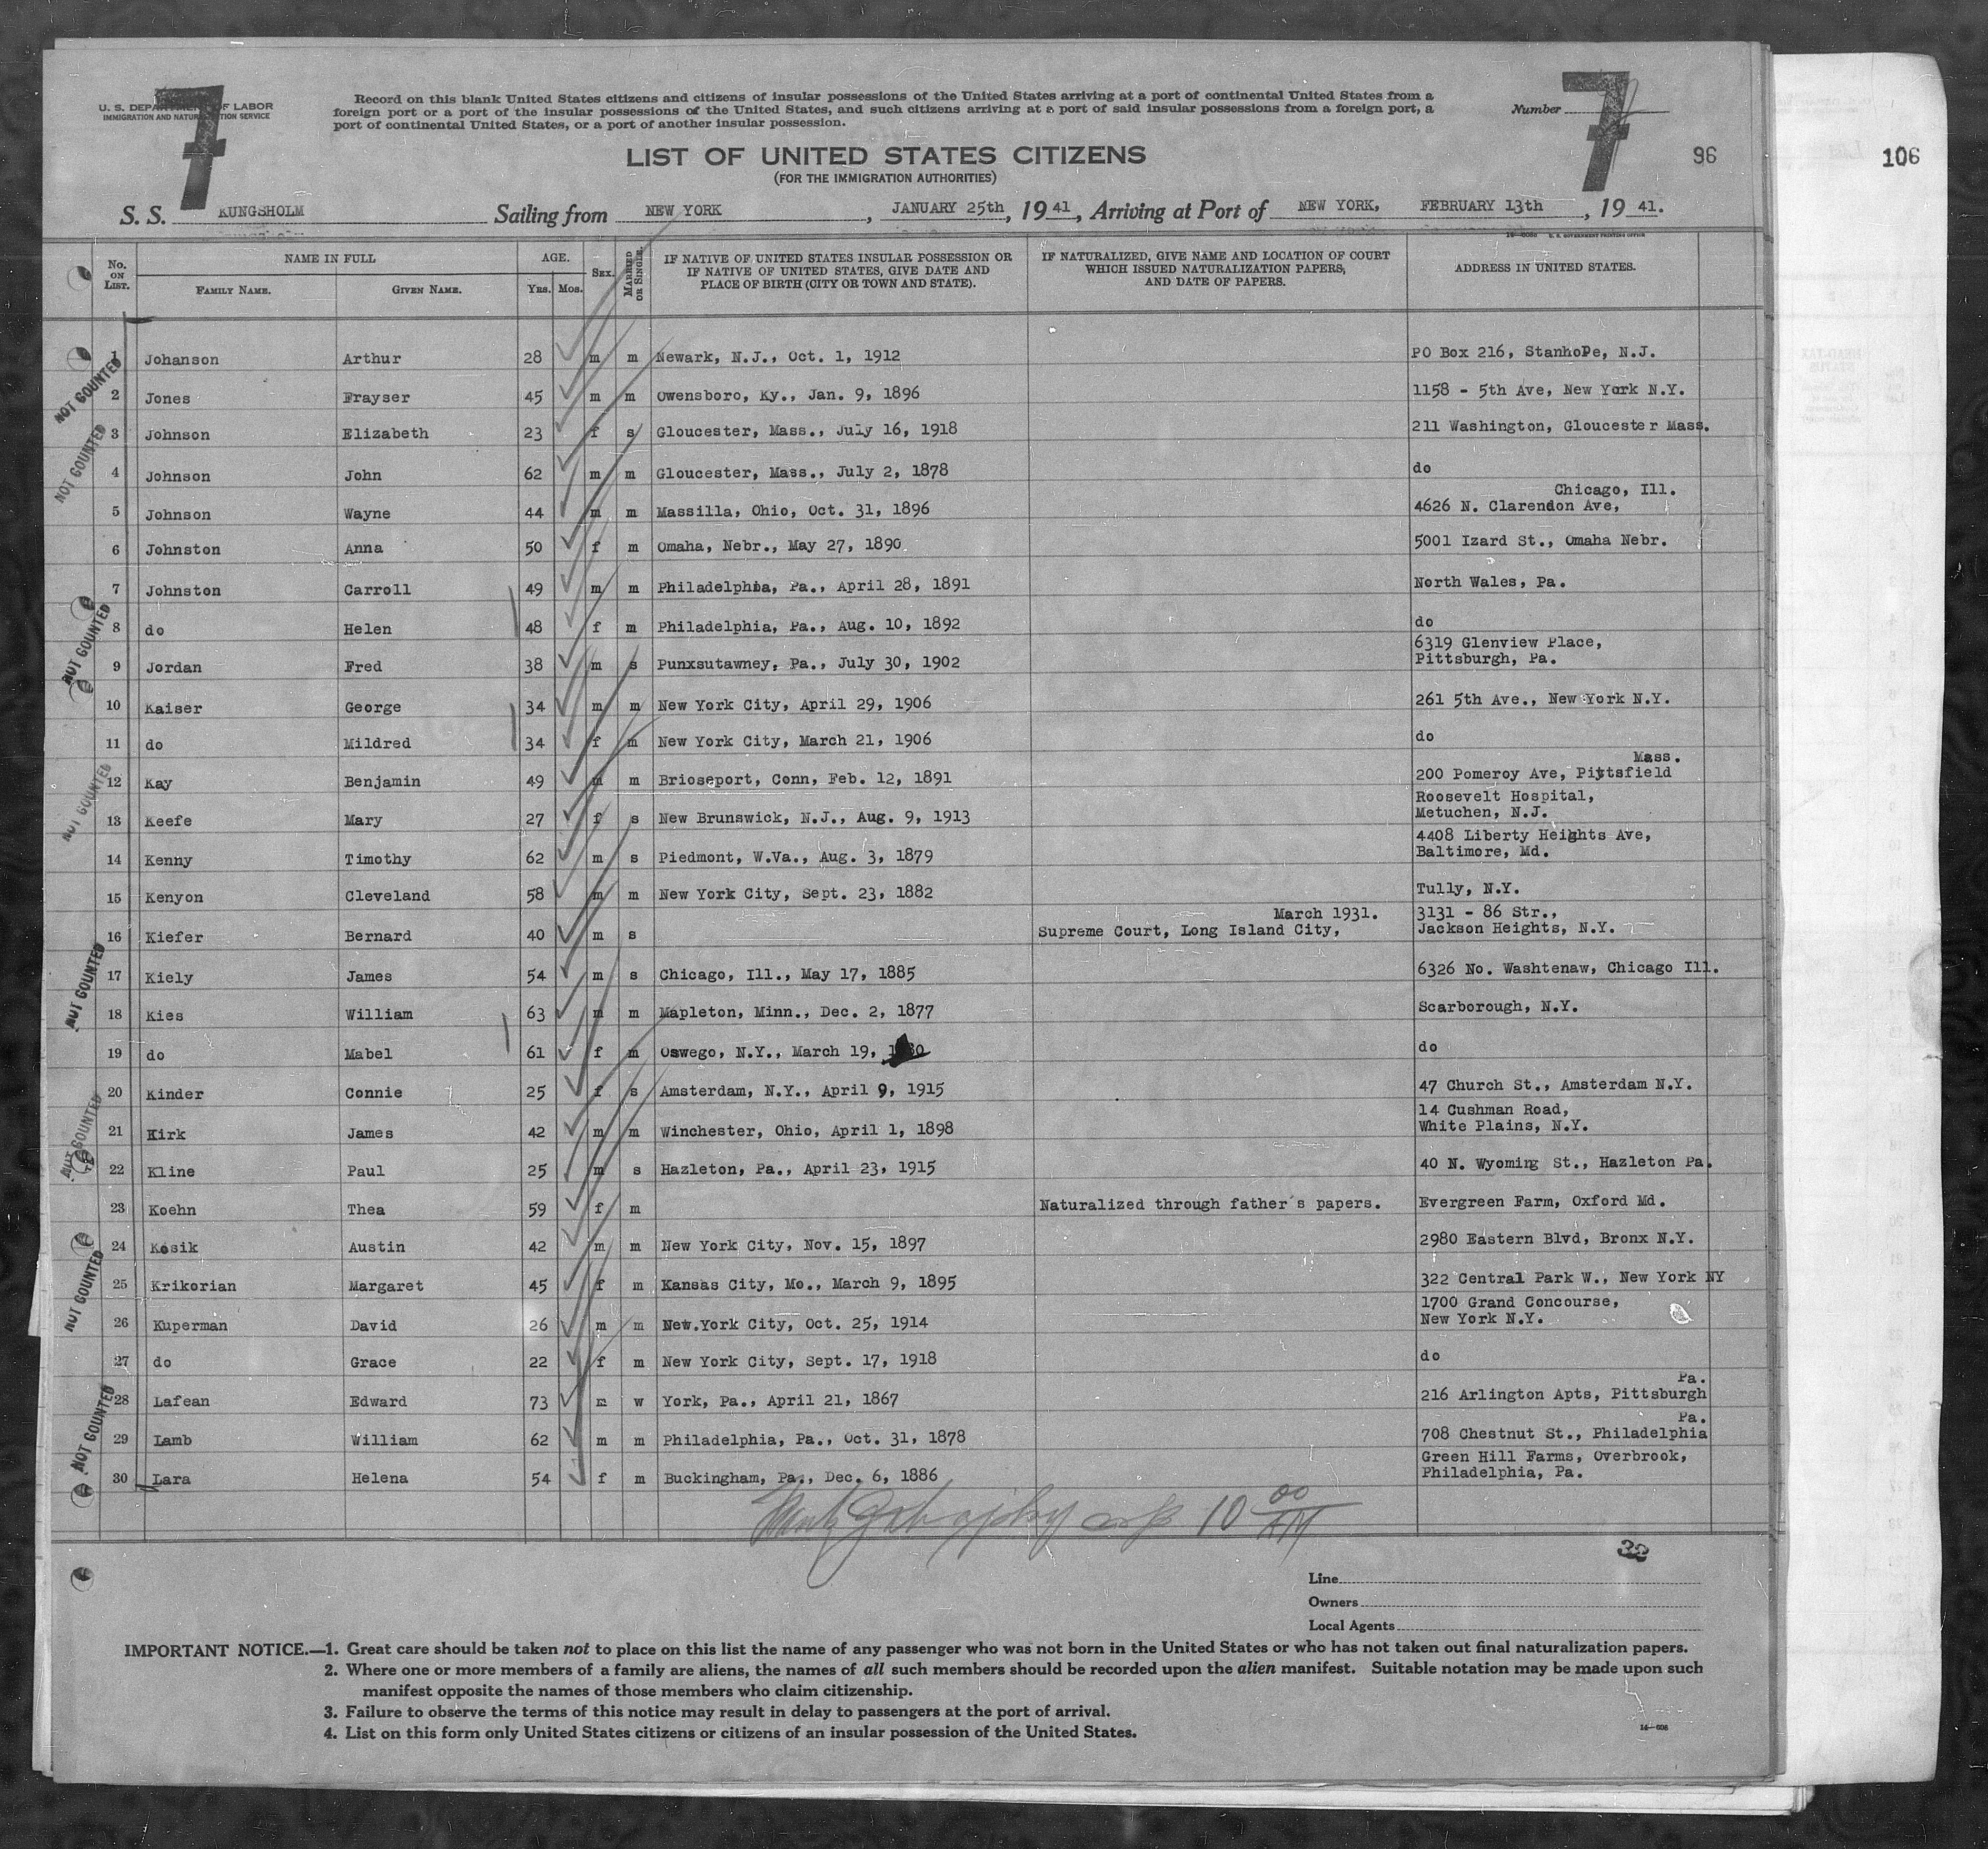 7
7
U. S. DEPARTMENT OF LABOR
IMMIGRATION AND NATURALIZATION SERVICE
Record on this blank United States citizens and citizens of insular possessions of the United States arriving at a port of continental United States from a
foreign port or a port of the insular possessions of the United States, and such citizens arriving at a port of said insular possessions from a foreign port, a
port of continental United States, or a port of another insular possession.
Number 7
LIST OF UNITED STATES CITIZENS
(FOR THE IMMIGRATION AUTHORITIES)
96
106
S. S. KUNGSHOLM Sailing from NEW YORK, JANUARY 25th, 19 41, Arriving at Port of NEW YORK, FEBRUARY 13th, 19 41.
No. ON LIST. NAME IN FULL FAMILY NAME. GIVEN NAME. AGE. YRS. MOS. SEX. MARRIED OR SINGLE. IF NATIVE OF UNITED STATES INSULAR POSSESSION OR IF NATIVE OF UNITED STATES, GIVE DATE AND PLACE OF BIRTH (CITY OR TOWN AND STATE). IF NATURALIZED, GIVE NAME AND LOCATION OF COURT WHICH ISSUED NATURALIZATION PAPERS, AND DATE OF PAPERS. ADDRESS IN UNITED STATES.
1 Johanson Arthur 28 m m Newark, N.J., Oct. 1, 1912 PO Box 216, Stanhope, N.J.
NOT COUNTED
2 Jones Frayser 45 m m Owensboro, Ky., Jan. 9, 1896 1158 - 5th Ave, New York N.Y.
3 Johnson Elizabeth 23 f s Gloucester, Mass., July 16, 1918 211 Washington, Gloucester Mass.
NOT COUNTED
4 Johnson John 62 m m Gloucester, Mass., July 2, 1878 do
Chicago, Ill.
5 Johnson Wayne 44 m m Massilla, Ohio, Oct. 31, 1896 4626 N. Clarendon Ave,
6 Johnston Anna 50 f m Omaha, Nebr., May 27, 1890 5001 Izard St., Omaha Nebr.
7 Johnston Carroll 49 m m Philadelphia, Pa., April 28, 1891 North Wales, Pa.
8 do Helen 48 f m Philadelphia, Pa., Aug. 10, 1892 do
NOT COUNTED
6319 Glenview Place,
9 Jordan Fred 38 m s Punxsutawney, Pa., July 30, 1902 Pittsburgh, Pa.
10 Kaiser George 34 m m New York City, April 29, 1906 261 5th Ave., New York N.Y.
11 do Mildred 34 f m New York City, March 21, 1906 do
Mass.
12 Kay Benjamin 49 m m Brioseport, Conn, Feb. 12, 1891 200 Pomeroy Ave, Pittsfield
NOT COUNTED
Roosevelt Hospital,
13 Keefe Mary 27 f s New Brunswick, N.J., Aug. 9, 1913 Metuchen, N.J.
4408 Liberty Heights Ave,
14 Kenny Timothy 62 m s Piedmont, W.Va., Aug. 3, 1879 Baltimore, Md.
15 Kenyon Cleveland 58 m m New York City, Sept. 23, 1882 Tully, N.Y.
March 1931. 3131 - 86 Str.,
16 Kiefer Bernard 40 m s Supreme Court, Long Island City, Jackson Heights, N.Y.
17 Kiely James 54 m s Chicago, Ill., May 17, 1885 6326 No. Washtenaw, Chicago Ill.
NOT COUNTED
18 Kies William 63 m m Mapleton, Minn., Dec. 2, 1877 Scarborough, N.Y.
19 do Mabel 61 f m Oswego, N.Y., March 19, do
20 Kinder Connie 25 f s Amsterdam, N.Y., April 9, 1915 47 Church St., Amsterdam N.Y.
14 Cushman Road,
21 Kirk James 42 m m Winchester, Ohio, April 1, 1898 White Plains, N.Y.
NOT COUNTED
22 Kline Paul 25 m s Hazleton, Pa., April 23, 1915 40 N. Wyoming St., Hazleton Pa.
23 Koehn Thea 59 f m Naturalized through father's papers. Evergreen Farm, Oxford Md.
24 Kosik Austin 42 m m New York City, Nov. 15, 1897 2980 Eastern Blvd, Bronx N.Y.
25 Krikorian Margaret 45 f m Kansas City, Mo., March 9, 1895 322 Central Park W., New York NY
NOT COUNTED
1700 Grand Concourse,
26 Kuperman David 26 m m New.York City, Oct. 25, 1914 New York N.Y.
27 do Grace 22 f m New York City, Sept. 17, 1918 do
Pa.
28 Lafean Edward 73 m w York, Pa., April 21, 1867 216 Arlington Apts, Pittsburgh
NOT COUNTED
Pa.
29 Lamb William 62 m m Philadelphia, Pa., Oct. 31, 1878 708 Chestnut St., Philadelphia
Green Hill Farms, Overbrook,
30 Lara Helena 54 f m Buckingham, Pa., Dec. 6, 1886 Philadelphia, Pa.
10 00 AM
32
Line
Owners
Local Agents
IMPORTANT NOTICE.—1. Great care should be taken not to place on this list the name of any passenger who was not born in the United States or who has not taken out final naturalization papers.
2. Where one or more members of a family are aliens, the names of all such members should be recorded upon the alien manifest. Suitable notation may be made upon such
manifest opposite the names of those members who claim citizenship.
3. Failure to observe the terms of this notice may result in delay to passengers at the port of arrival.
4. List on this form only United States citizens or citizens of an insular possession of the United States.
14—606